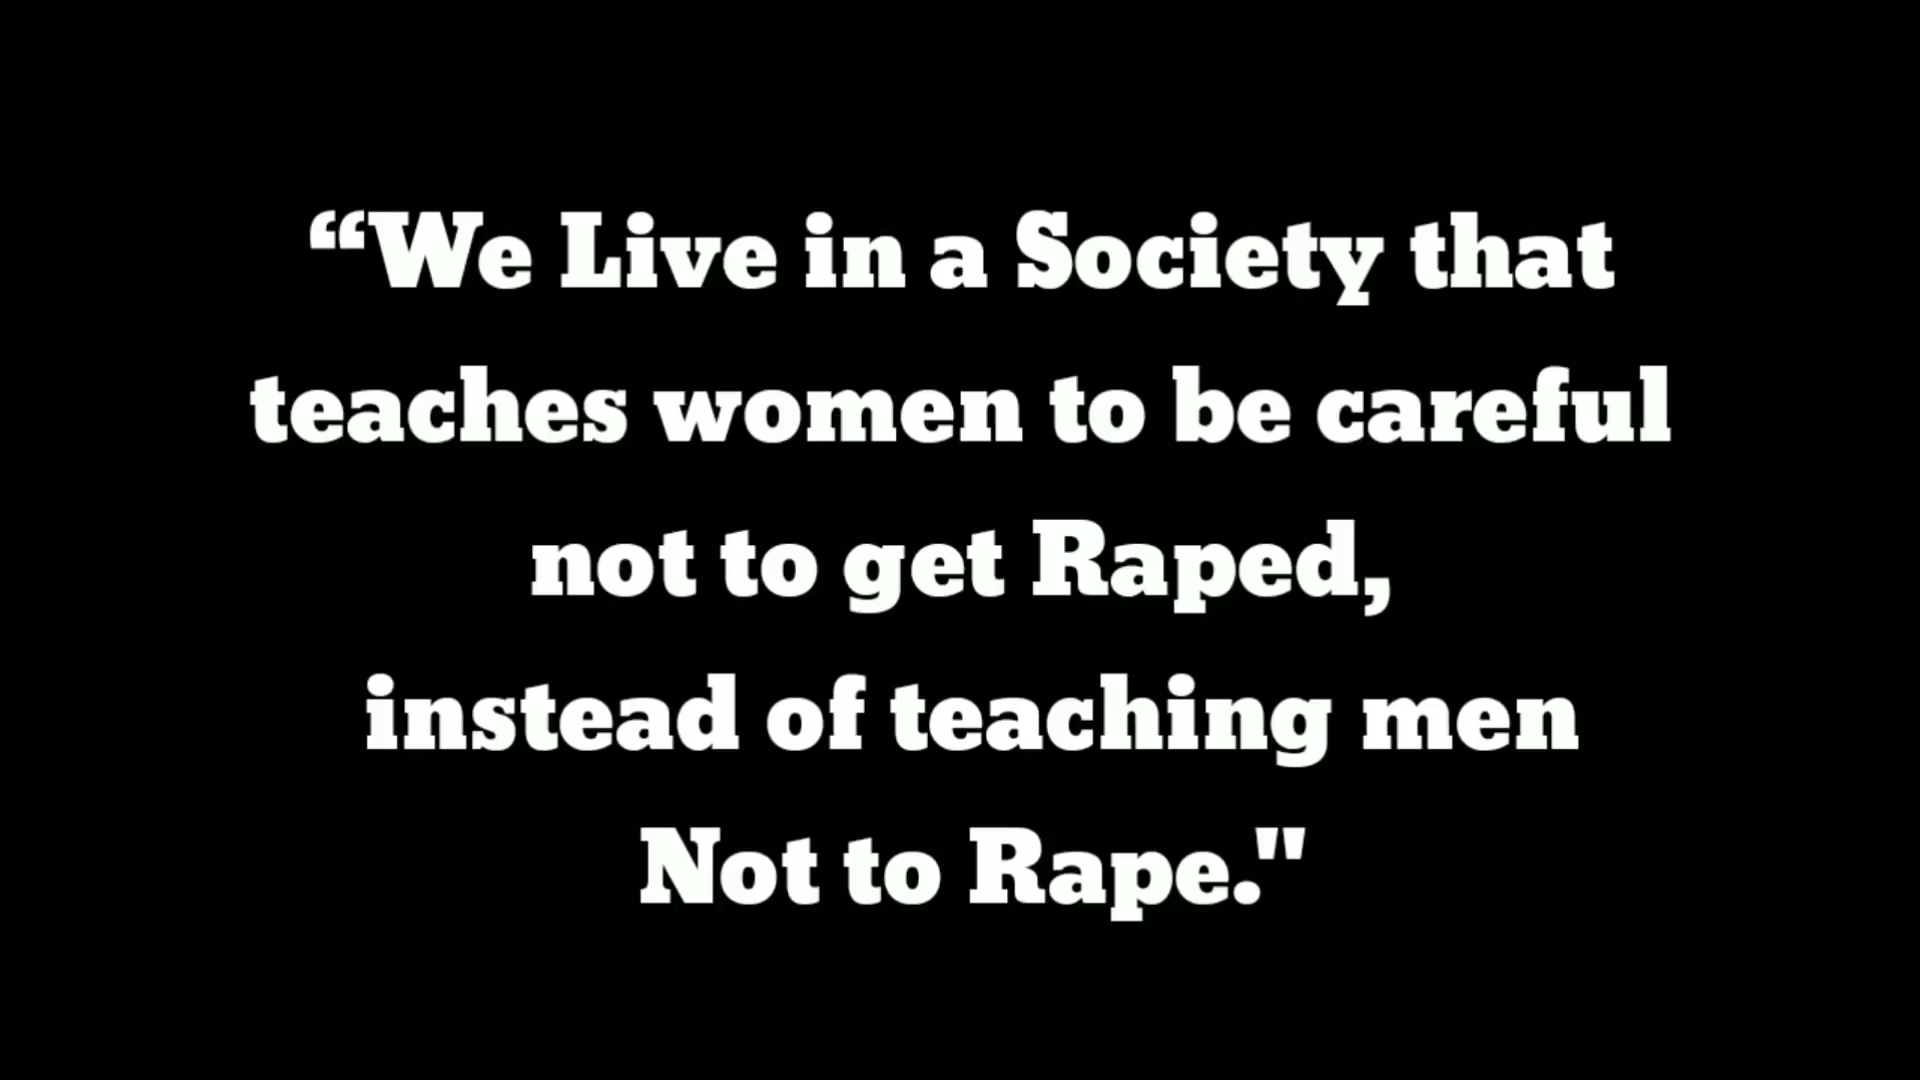 “We Live in a Society that
teaches women to be careful
not to get Raped,
instead of teaching men
Not to Rape."